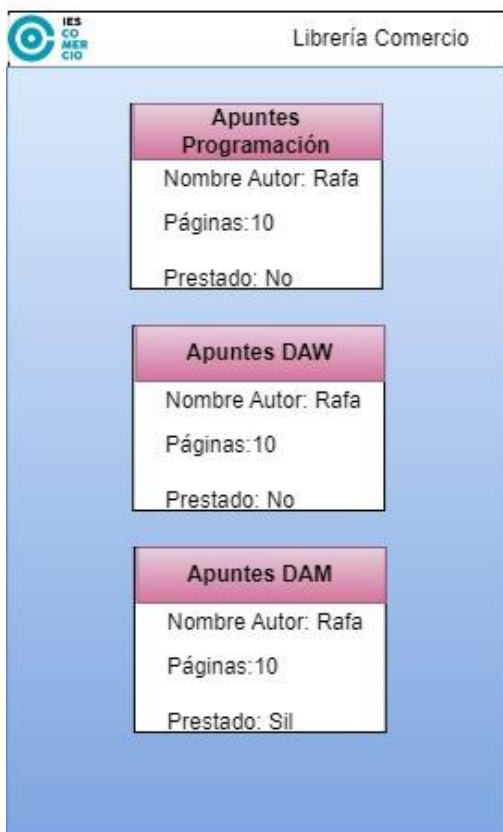 IES
CO
MER
CIO
Librería Comercio
Apuntes
Programación
Nombre Autor: Rafa
Páginas:10
Prestado: No
Apuntes DAW
Nombre Autor: Rafa
Páginas:10
Prestado: No
Apuntes DAM
Nombre Autor: Rafa
Páginas:10
Prestado: Sil